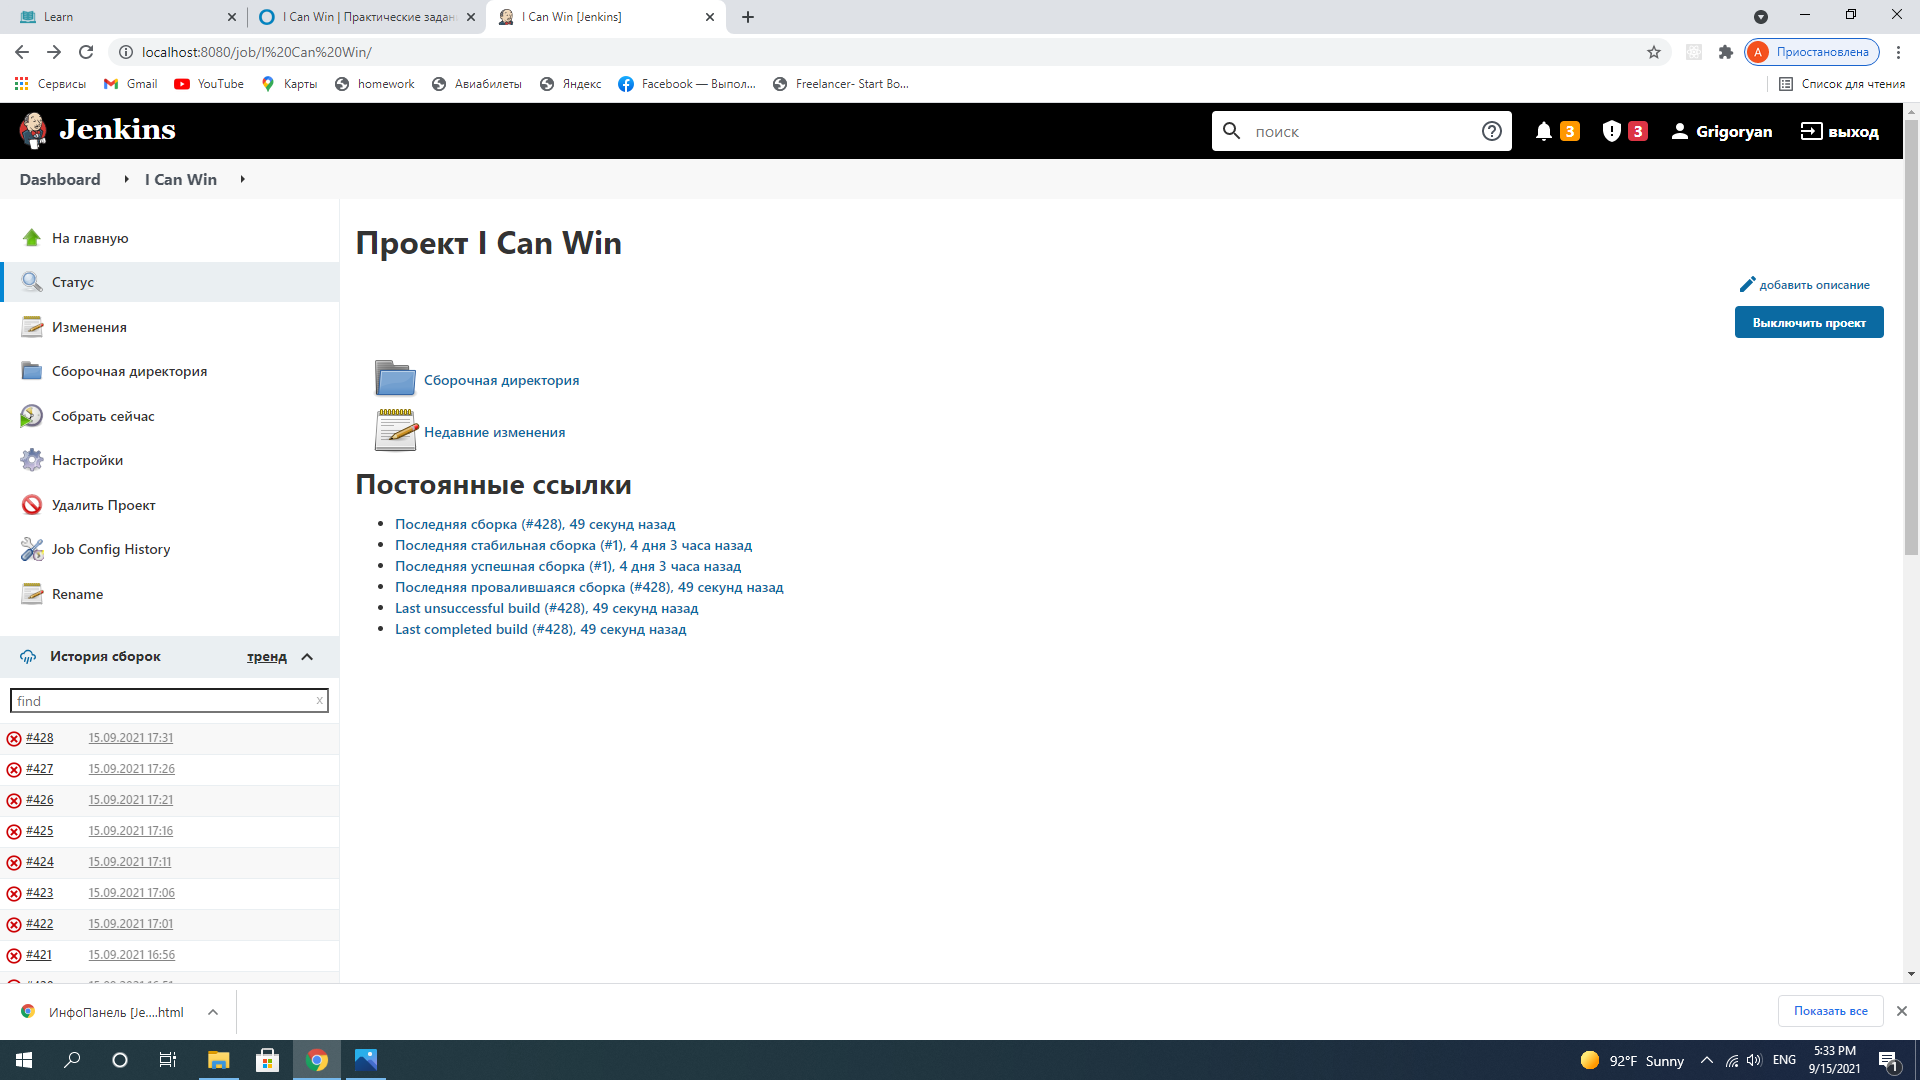 Learn
I Can Win | Практические задан
I Can Win [Jenkins]
localhost:8080/job/I%20Can%20Win/
А
Приостановлена
Сервисы
Gmail
YouTube
Карты
homework
Авиабилеты
Яндекс
Facebook — Выпол...
Freelancer- Start Bo...
Список для чтения
Jenkins
поиск
3
3
Grigoryan
выход
Dashboard
I Can Win
На главную
Статус
Изменения
Сборочная директория
Собрать сейчас
Настройки
Удалить Проект
Job Config History
Rename
История сборок
тренд
find
x
#428 15.09.2021 17:31
#427 15.09.2021 17:26
#426 15.09.2021 17:21
#425 15.09.2021 17:16
#424 15.09.2021 17:11
#423 15.09.2021 17:06
#422 15.09.2021 17:01
#421 15.09.2021 16:56
Проект I Can Win
добавить описание
Выключить проект
Сборочная директория
Недавние изменения
Постоянные ссылки
Последняя сборка (#428), 49 секунд назад
Последняя стабильная сборка (#1), 4 дня 3 часа назад
Последняя успешная сборка (#1), 4 дня 3 часа назад
Последняя провалившаяся сборка (#428), 49 секунд назад
Last unsuccessful build (#428), 49 секунд назад
Last completed build (#428), 49 секунд назад
ИнфоПанель [Je....html
Показать все
92°F Sunny
ENG
5:33 PM
9/15/2021
1